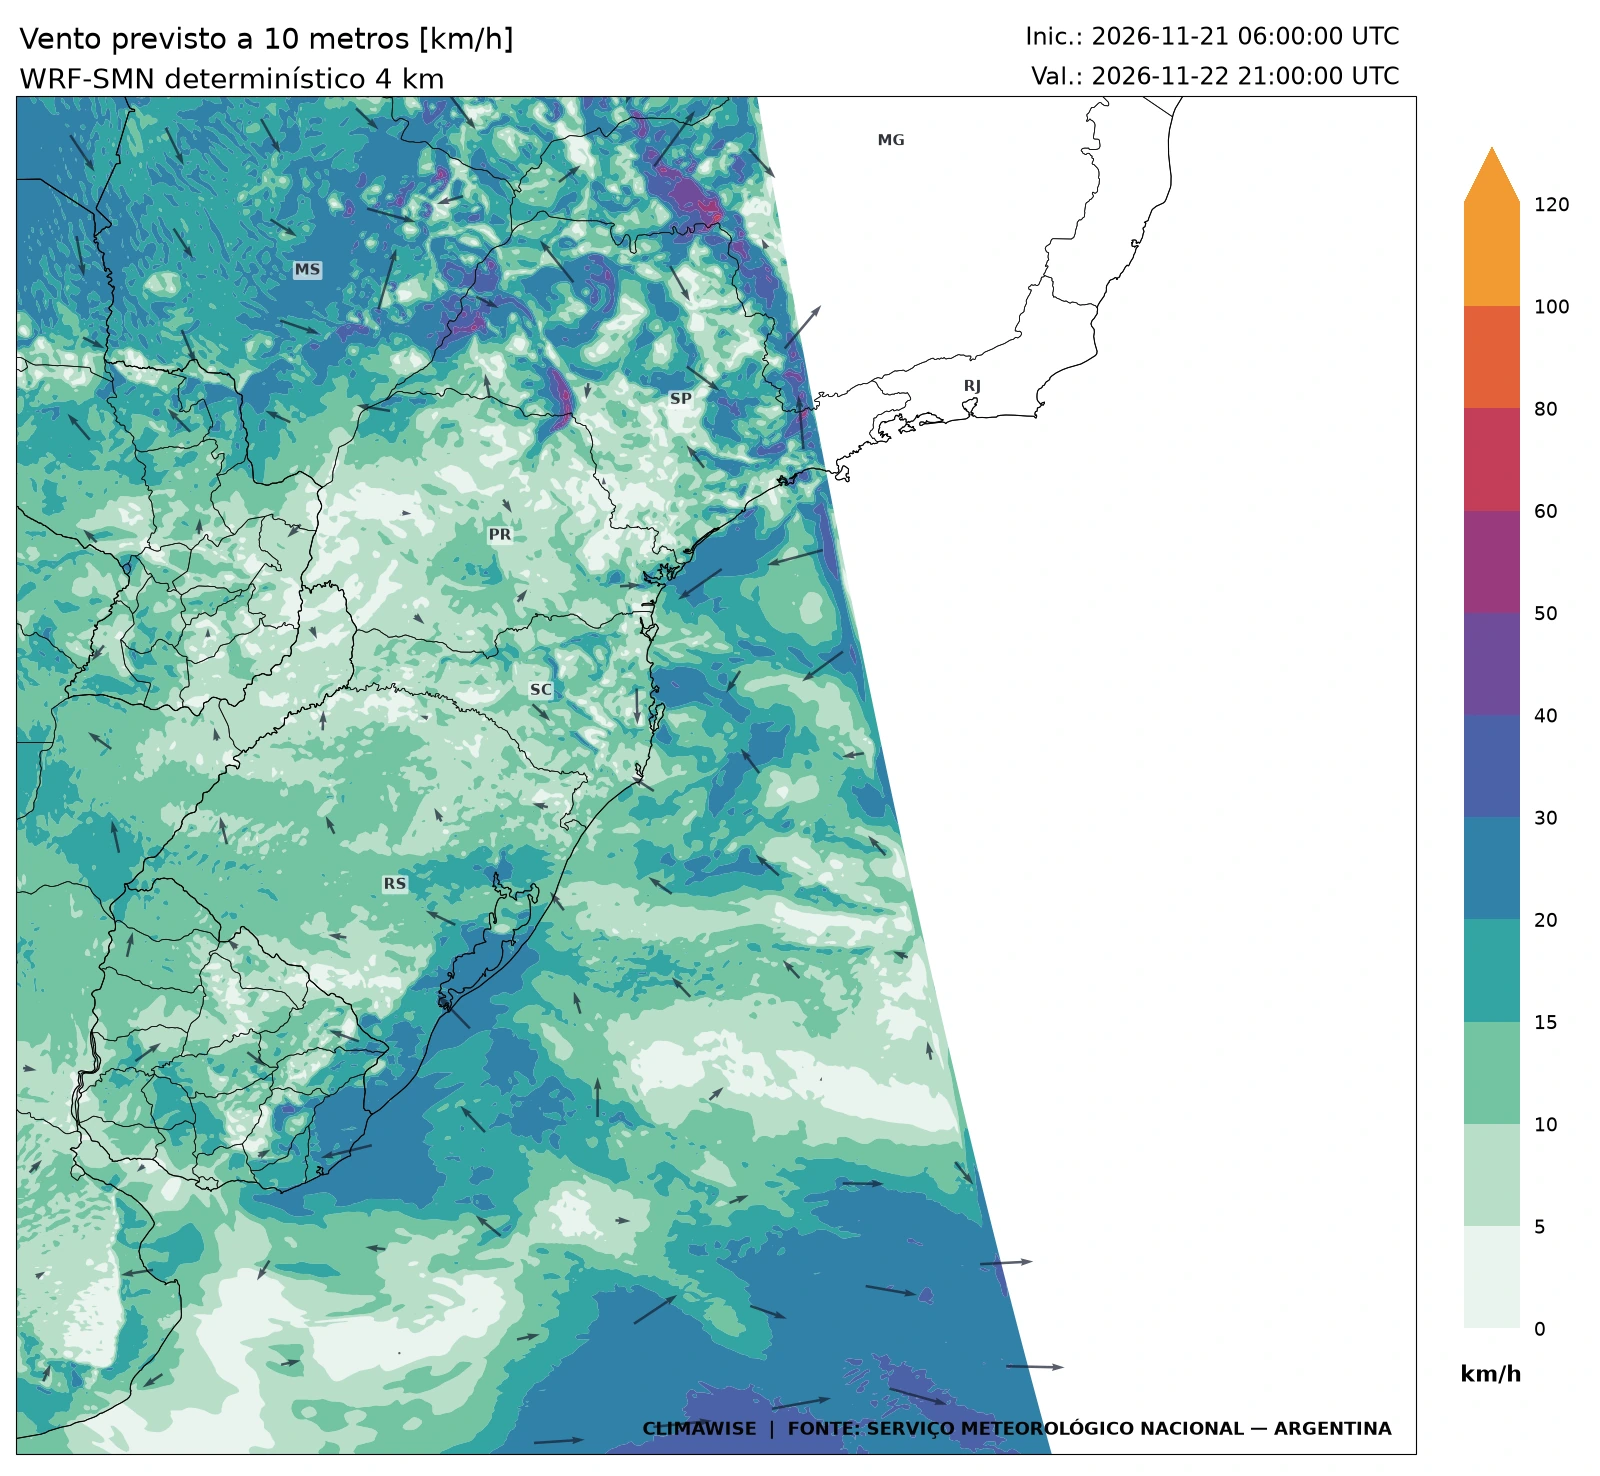 Vento previsto a 10 metros [km/h]
WRF-SMN determinístico 4 km
Inic.: 2026-11-21 06:00:00 UTC
Val.: 2026-11-22 21:00:00 UTC
MG
MS
RJ
SP
PR
SC
RS
120
100
80
60
50
40
30
20
15
10
5
0
km/h
CLIMAWISE | FONTE: SERVIÇO METEOROLÓGICO NACIONAL — ARGENTINA